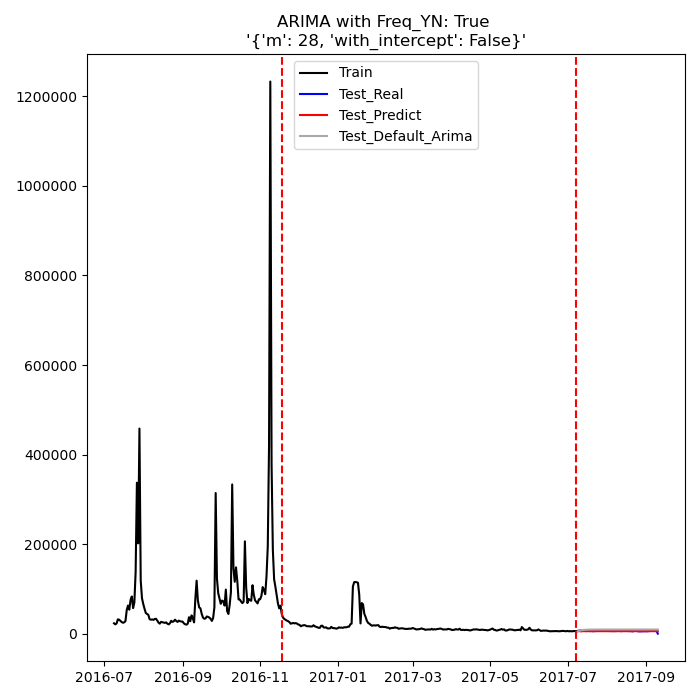 ARIMA with Freq_YN: True
'{'m': 28, 'with_intercept': False}'
Train
Test_Real
Test_Predict
Test_Default_Arima
1200000
1000000
800000
600000
400000
200000
0
2016-07
2016-09
2016-11
2017-01
2017-03
2017-05
2017-07
2017-09